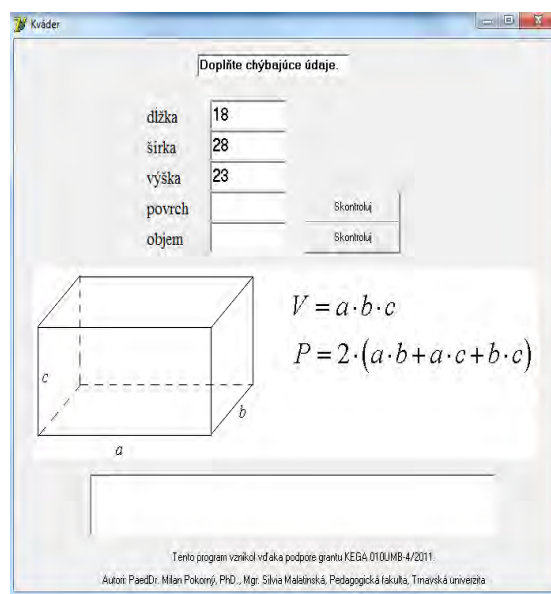 Kváder
Doplňte chýbajúce údaje.
dĺžka 18
šírka 28
výška 23
povrch Skontroluj
objem Skontroluj
V = a·b·c
P = 2·(a·b+a·c+b·c)
c
b
a
Tento program vznikol vďaka podpore grantu KEGA 010UMB-4/2011.
Autori: PaedDr. Milan Pokorný, PhD., Mgr. Silvia Malatinská, Pedagogická fakulta, Trnavská univerzita